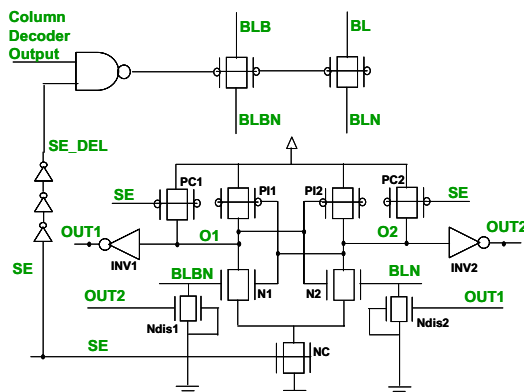 Column
Decoder
Output
BLB
BL
BLBN
BLN
SE_DEL
SE
PC1
PI1
PI2
PC2
SE
OUT1
O1
O2
OUT2
INV1
INV2
SE
BLBN
N1
N2
BLN
OUT2
OUT1
Ndis1
Ndis2
SE
NC